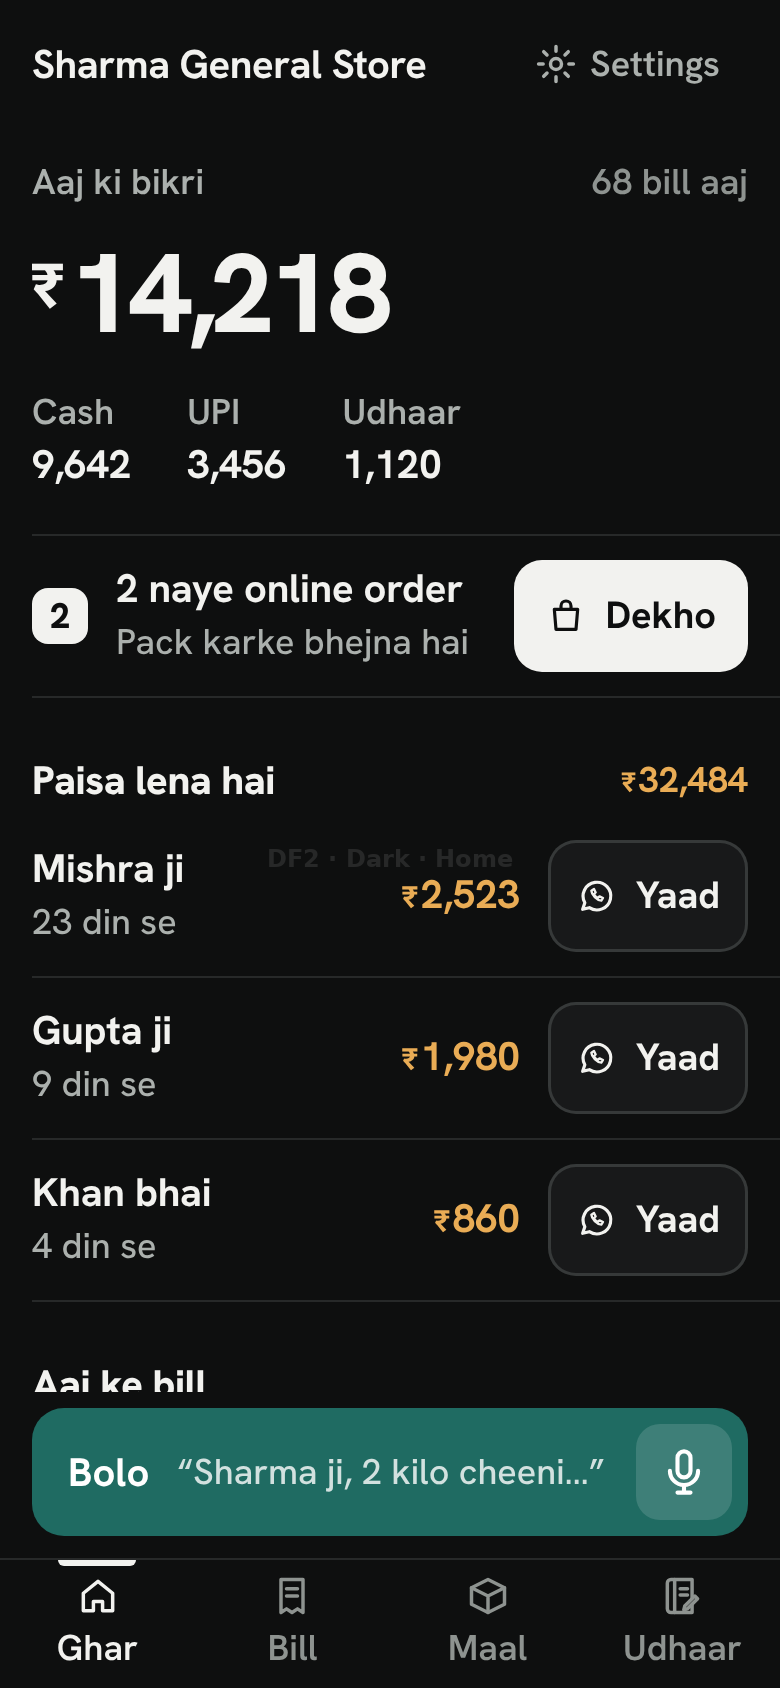 Sharma General Store
Settings
Aaj ki bikri
68 bill aaj
₹14,218
Cash UPI Udhaar
9,642 3,456 1,120
2
2 naye online order
Pack karke bhejna hai
Dekho
Paisa lena hai
₹32,484
DF2 · Dark · Home
Mishra ji
23 din se
₹2,523
Yaad
Gupta ji
9 din se
₹1,980
Yaad
Khan bhai
4 din se
₹860
Yaad
Aaj ke bill
Bolo “Sharma ji, 2 kilo cheeni...”
Ghar Bill Maal Udhaar